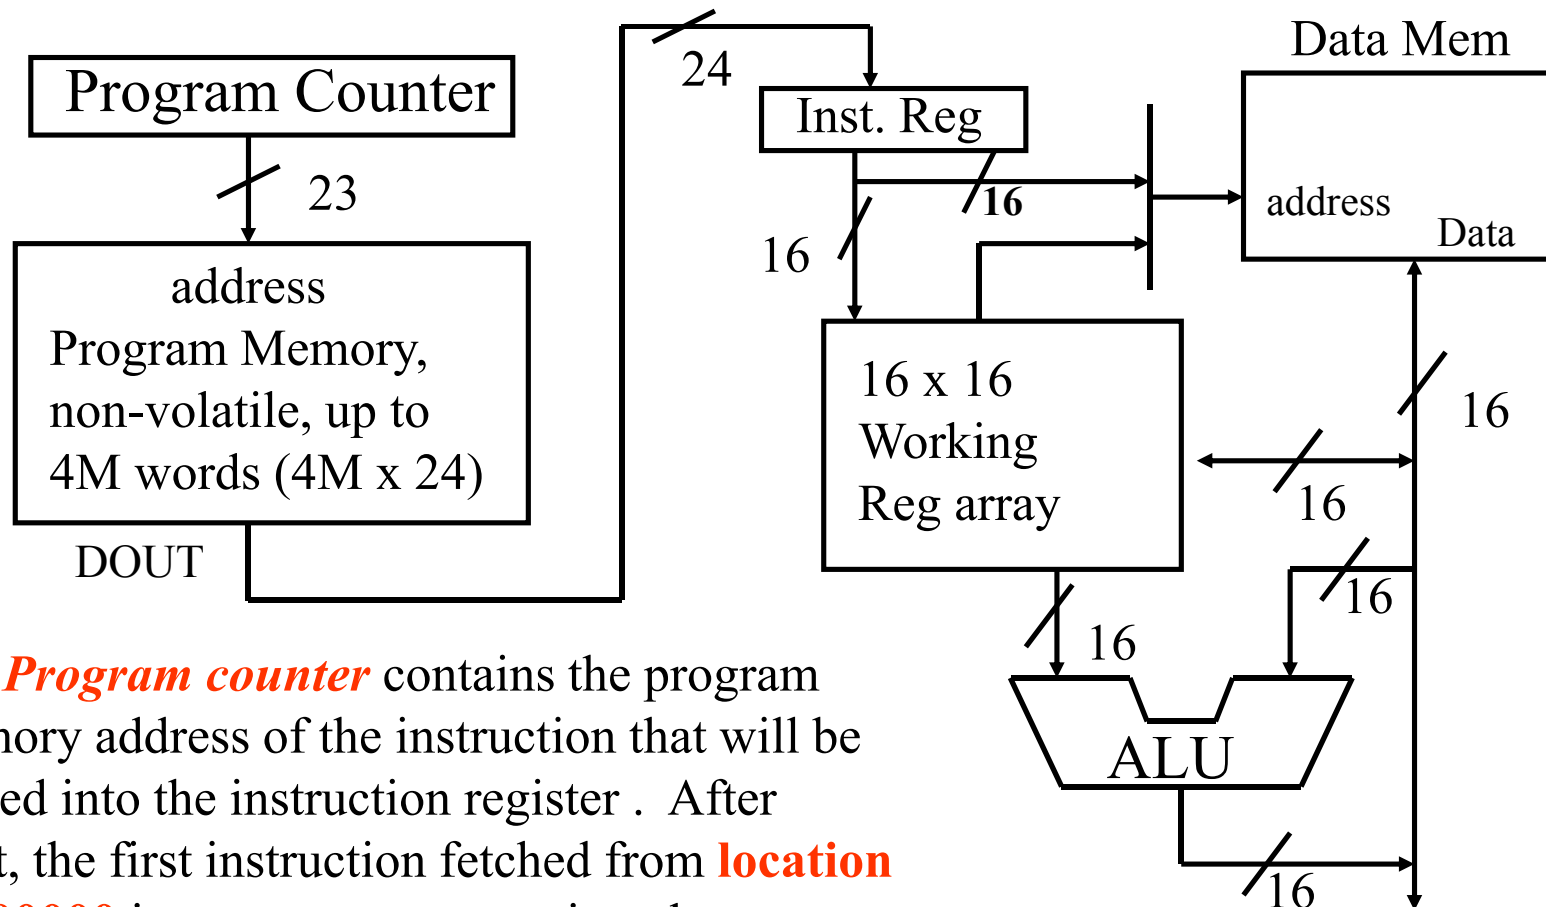 Program Counter
23
address
Program Memory,
non-volatile, up to
4M words (4M x 24)
DOUT
24
Inst. Reg
16
16
Data Mem
address
Data
16 x 16
Working
Reg array
16
16
16
16
ALU
16
Program counter contains the program
address of the instruction that will be
into the instruction register . After
the first instruction fetched from location